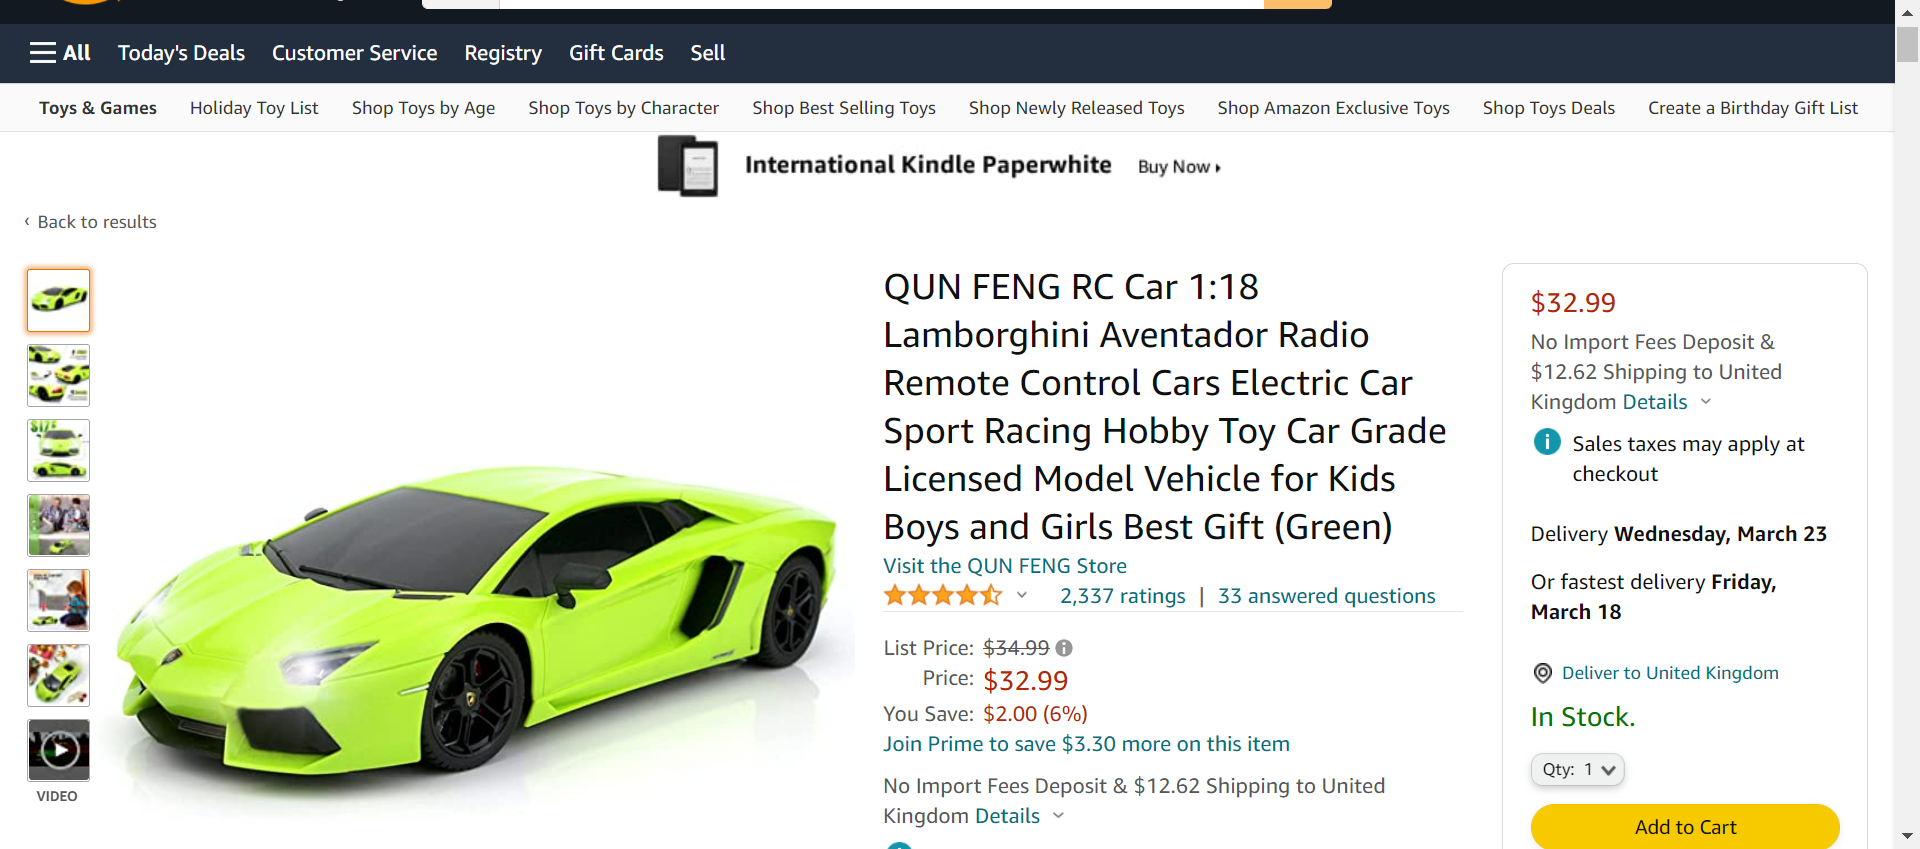 All Today's Deals Customer Service Registry Gift Cards Sell
Toys & Games Holiday Toy List Shop Toys by Age Shop Toys by Character Shop Best Selling Toys Shop Newly Released Toys Shop Amazon Exclusive Toys Shop Toys Deals Create a Birthday Gift List
International Kindle Paperwhite Buy Now
‹ Back to results
VIDEO
QUN FENG RC Car 1:18
Lamborghini Aventador Radio
Remote Control Cars Electric Car
Sport Racing Hobby Toy Car Grade
Licensed Model Vehicle for Kids
Boys and Girls Best Gift (Green)
Visit the QUN FENG Store
2,337 ratings | 33 answered questions
List Price: $34.99
Price: $32.99
You Save: $2.00 (6%)
Join Prime to save $3.30 more on this item
No Import Fees Deposit & $12.62 Shipping to United
Kingdom Details
$32.99
No Import Fees Deposit &
$12.62 Shipping to United
Kingdom Details
Sales taxes may apply at
checkout
Delivery Wednesday, March 23
Or fastest delivery Friday,
March 18
Deliver to United Kingdom
In Stock.
Qty: 1
Add to Cart